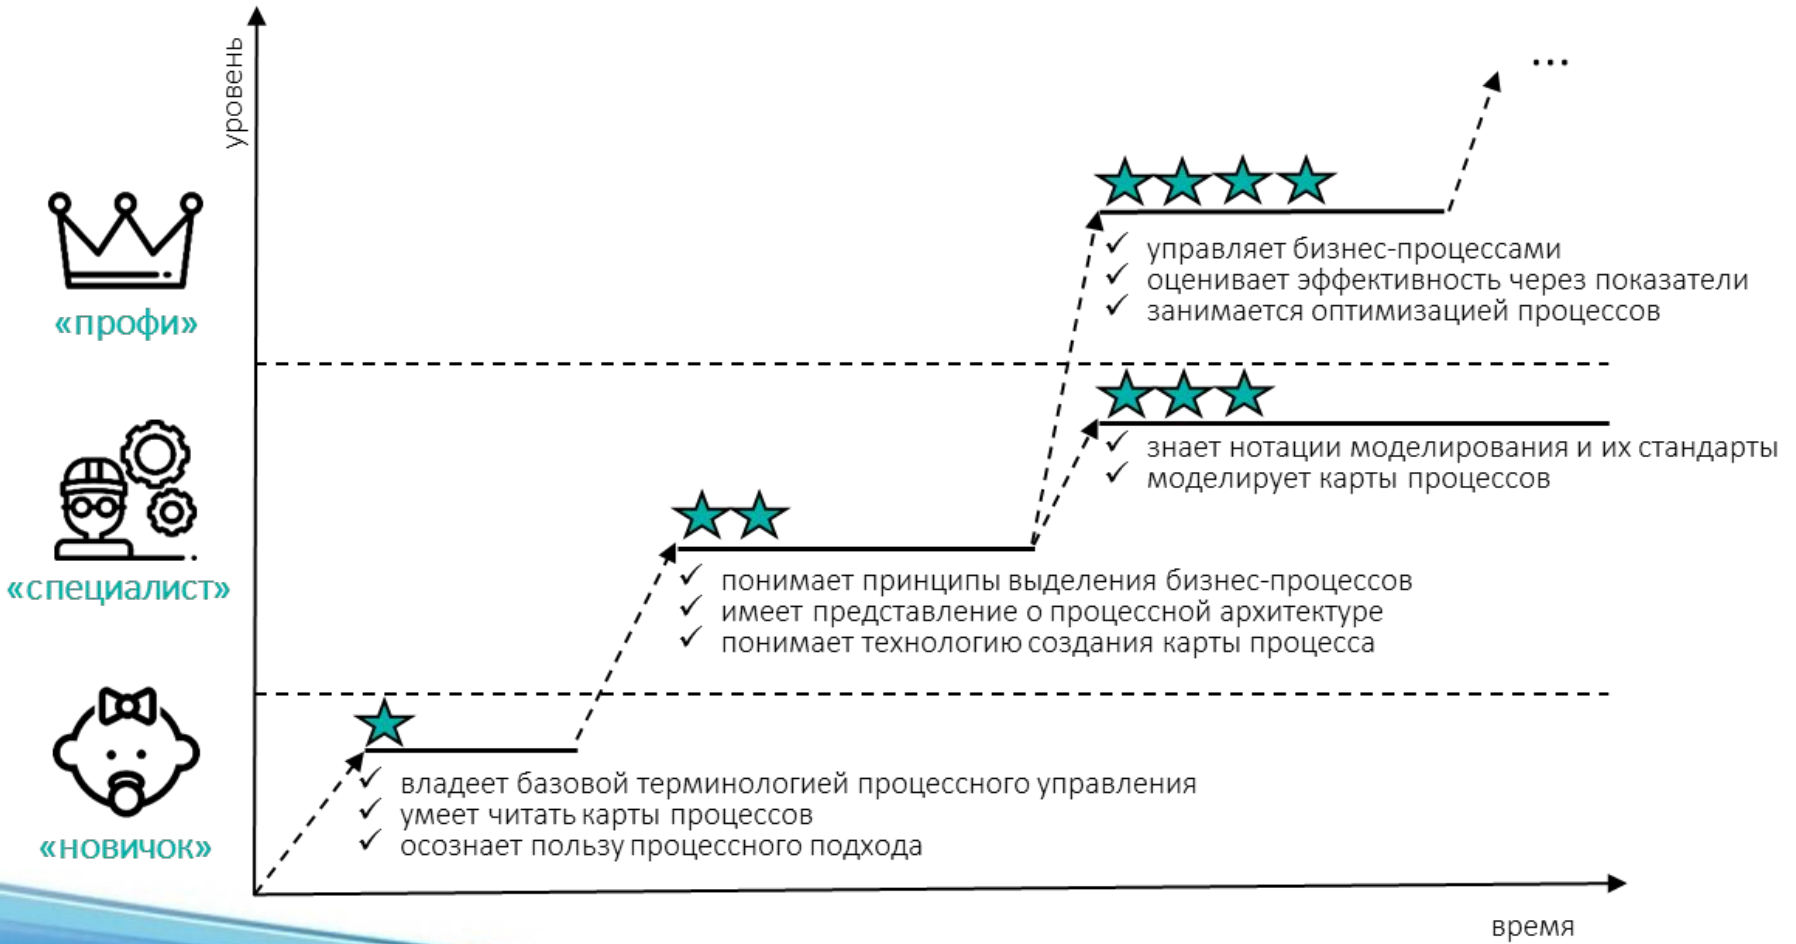 уровень
...
«профи»
управляет бизнес-процессами
оценивает эффективность через показатели
занимается оптимизацией процессов
знает нотации моделирования и их стандарты
моделирует карты процессов
«специалист»
понимает принципы выделения бизнес-процессов
имеет представление о процессной архитектуре
понимает технологию создания карты процесса
«новичок»
владеет базовой терминологией процессного управления
умеет читать карты процессов
осознает пользу процессного подхода
время